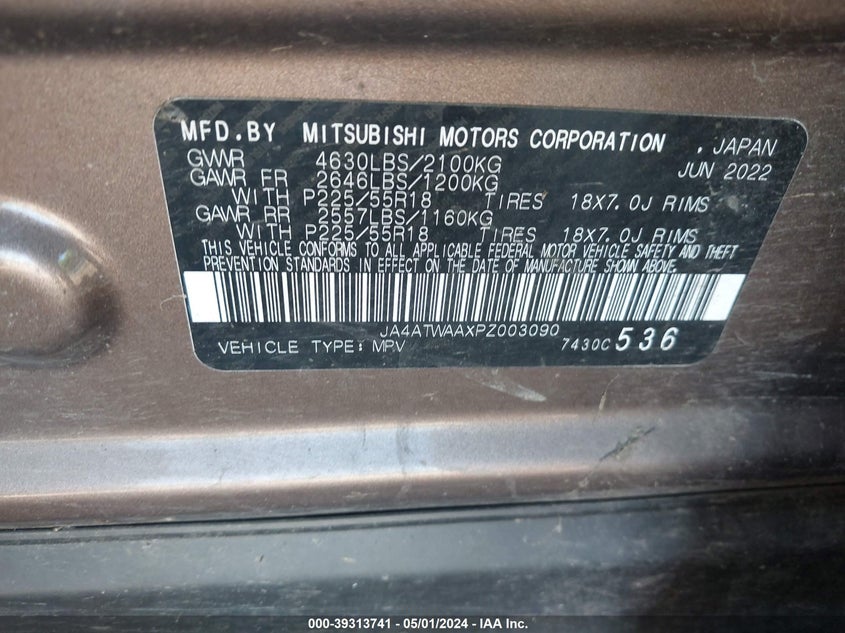 MFD.BY MITSUBISHI MOTORS CORPORATION , JAPAN
GVWR 4630LBS/2100KG JUN 2022
GAWR FR 2646LBS/1200KG
WITH P225/55R18 TIRES 18X7.0J RIMS
GAWR RR 2557LBS/1160KG
WITH P225/55R18 TIRES 18X7.0J RIMS
THIS VEHICLE CONFORMS TO ALL APPLICABLE FEDERAL MOTOR VEHICLE SAFETY AND THEFT
PREVENTION STANDARDS IN EFFECT ON THE DATE OF MANUFACTURE SHOWN ABOVE.
JA4ATWAAXPZ003090
VEHICLE TYPE: MPV 7430C 536
000-39313741 - 05/01/2024 - IAA Inc.